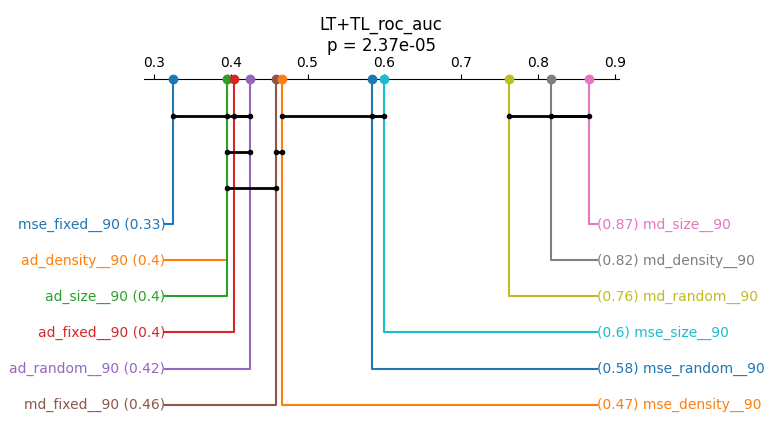 LT+TL_roc_auc
p = 2.37e-05
0.3 0.4 0.5 0.6 0.7 0.8 0.9
mse_fixed__90 (0.33)
(0.87) md_size__90
ad_density__90 (0.4)
(0.82) md_density__90
ad_size__90 (0.4)
(0.76) md_random__90
ad_fixed__90 (0.4)
(0.6) mse_size__90
ad_random__90 (0.42)
(0.58) mse_random__90
md_fixed__90 (0.46)
(0.47) mse_density__90